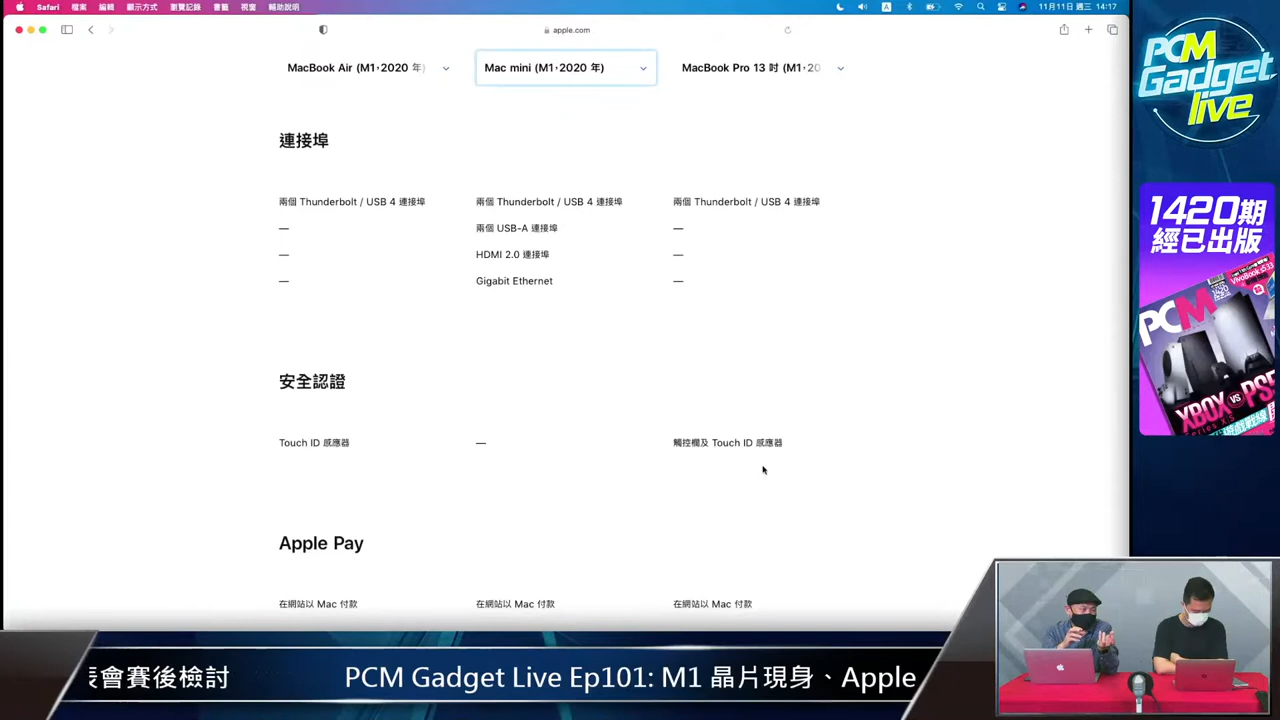 Safari 檔案 編輯 顯示方式 瀏覽記錄 書籤 視窗 輔助說明 A 11月11日 週三 14:17
apple.com
MacBook Air (M1，2020 年) Mac mini (M1，2020 年) MacBook Pro 13 吋 (M1，20
連接埠
兩個 Thunderbolt / USB 4 連接埠 兩個 Thunderbolt / USB 4 連接埠 兩個 Thunderbolt / USB 4 連接埠
— 兩個 USB-A 連接埠 —
— HDMI 2.0 連接埠 —
— Gigabit Ethernet —
安全認證
Touch ID 感應器 — 觸控欄及 Touch ID 感應器
Apple Pay
在網站以 Mac 付款 在網站以 Mac 付款 在網站以 Mac 付款
PCM
Gadget
live
1420期
經已出版
1420
VivoBook S533
PCM
XBOX VS PS5
Series X|S
會賽後檢討 PCM Gadget Live Ep101: M1 晶片現身、Apple